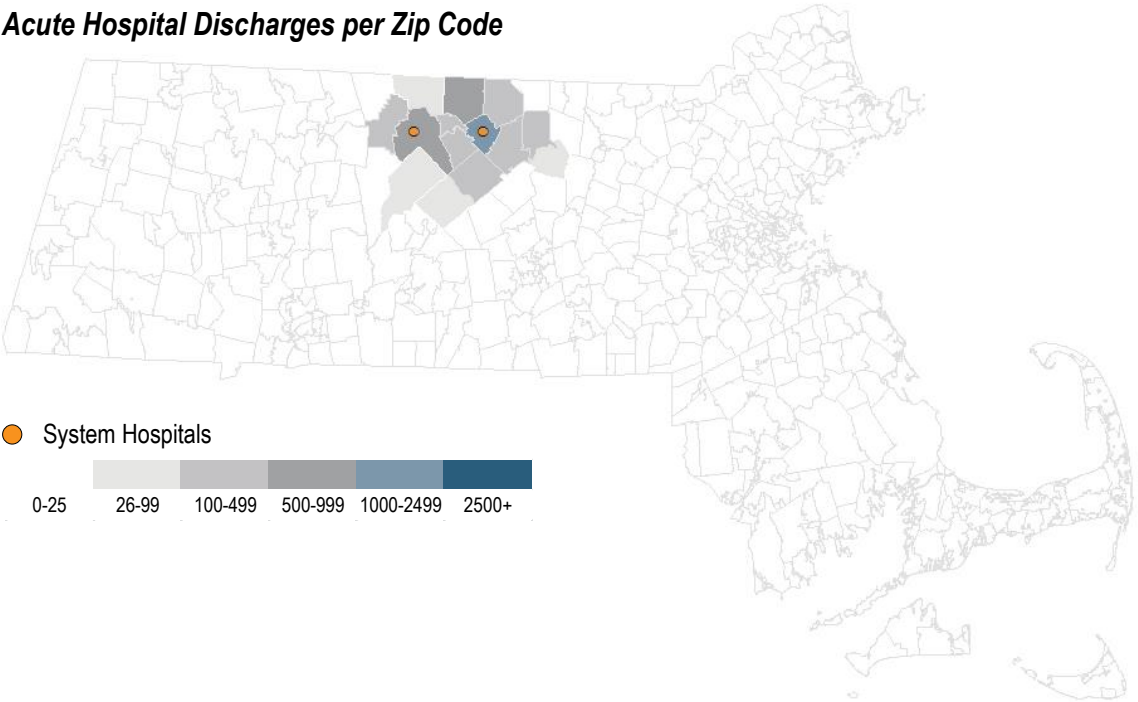 Acute Hospital Discharges per Zip Code
System Hospitals
0-25 26-99 100-499 500-999 1000-2499 2500+